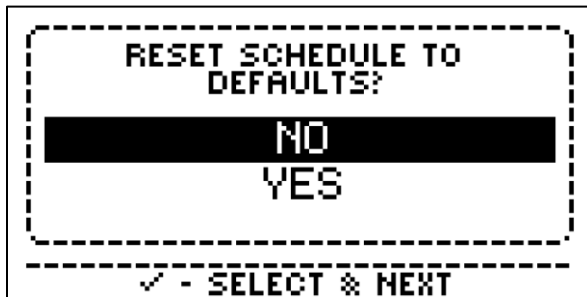 RESET SCHEDULE TO
DEFAULTS?
NO
YES
✓ - SELECT & NEXT